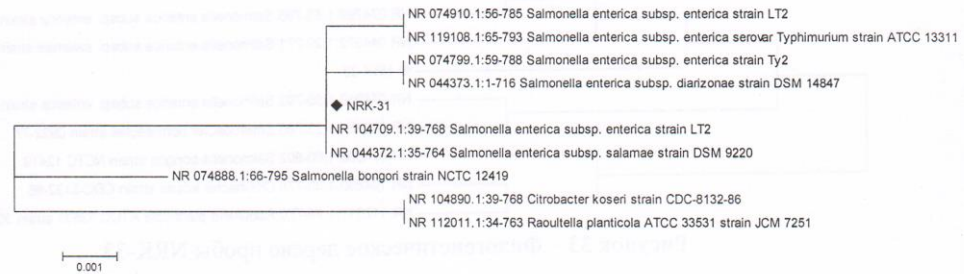 NR 074910.1:56-785 Salmonella enterica subsp. enterica strain LT2
NR 119108.1:65-793 Salmonella enterica subsp. enterica serovar Typhimurium strain ATCC 13311
NR 074799.1:59-788 Salmonella enterica subsp. enterica strain Ty2
NR 044373.1:1-716 Salmonella enterica subsp. diarizonae strain DSM 14847
NRK-31
NR 104709.1:39-768 Salmonella enterica subsp. enterica strain LT2
NR 044372.1:35-764 Salmonella enterica subsp. salamae strain DSM 9220
NR 074888.1:66-795 Salmonella bongori strain NCTC 12419
NR 104890.1:39-768 Citrobacter koseri strain CDC-8132-86
NR 112011.1:34-763 Raoultella planticola ATCC 33531 strain JCM 7251
0.001